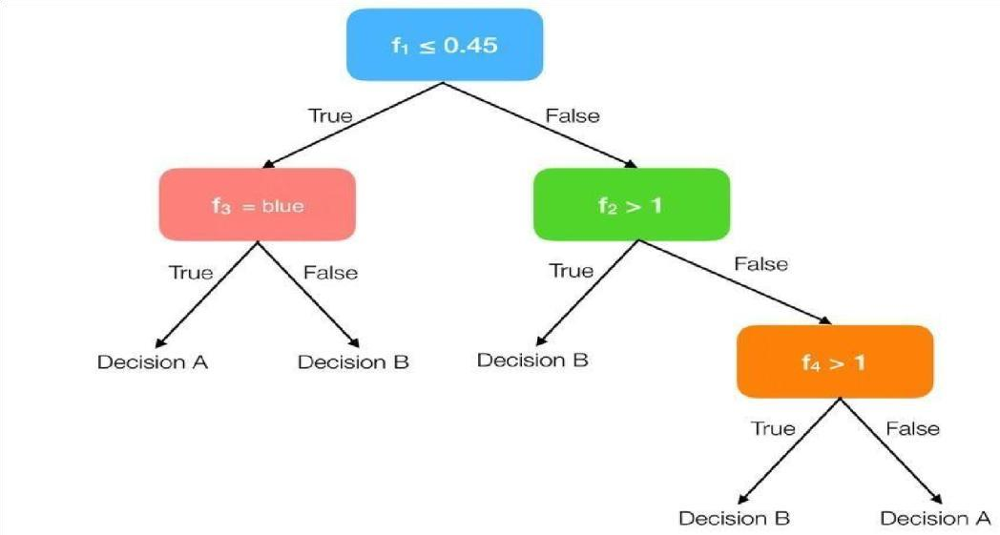 f₁ ≤ 0.45
True
False
f₃ = blue
f₂ > 1
True
False
True
False
Decision A
Decision B
Decision B
f₄ > 1
True
False
Decision B
Decision A